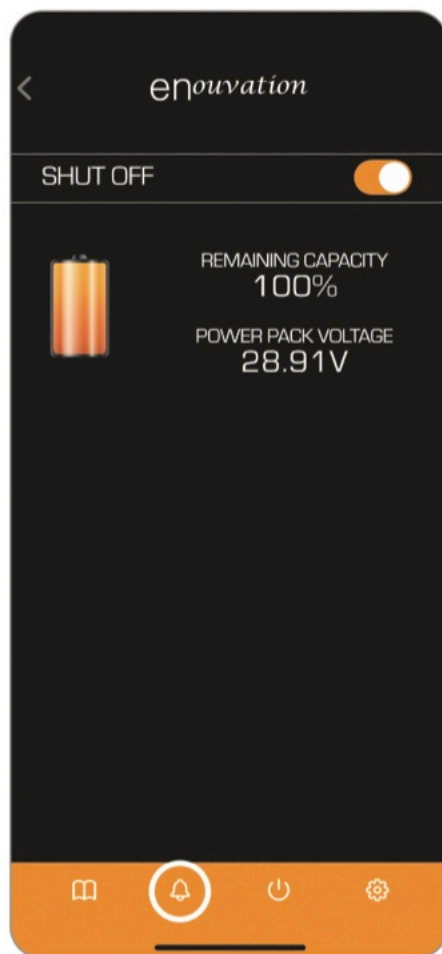 enouvation
SHUT OFF
REMAINING CAPACITY
100%
POWER PACK VOLTAGE
28.91V